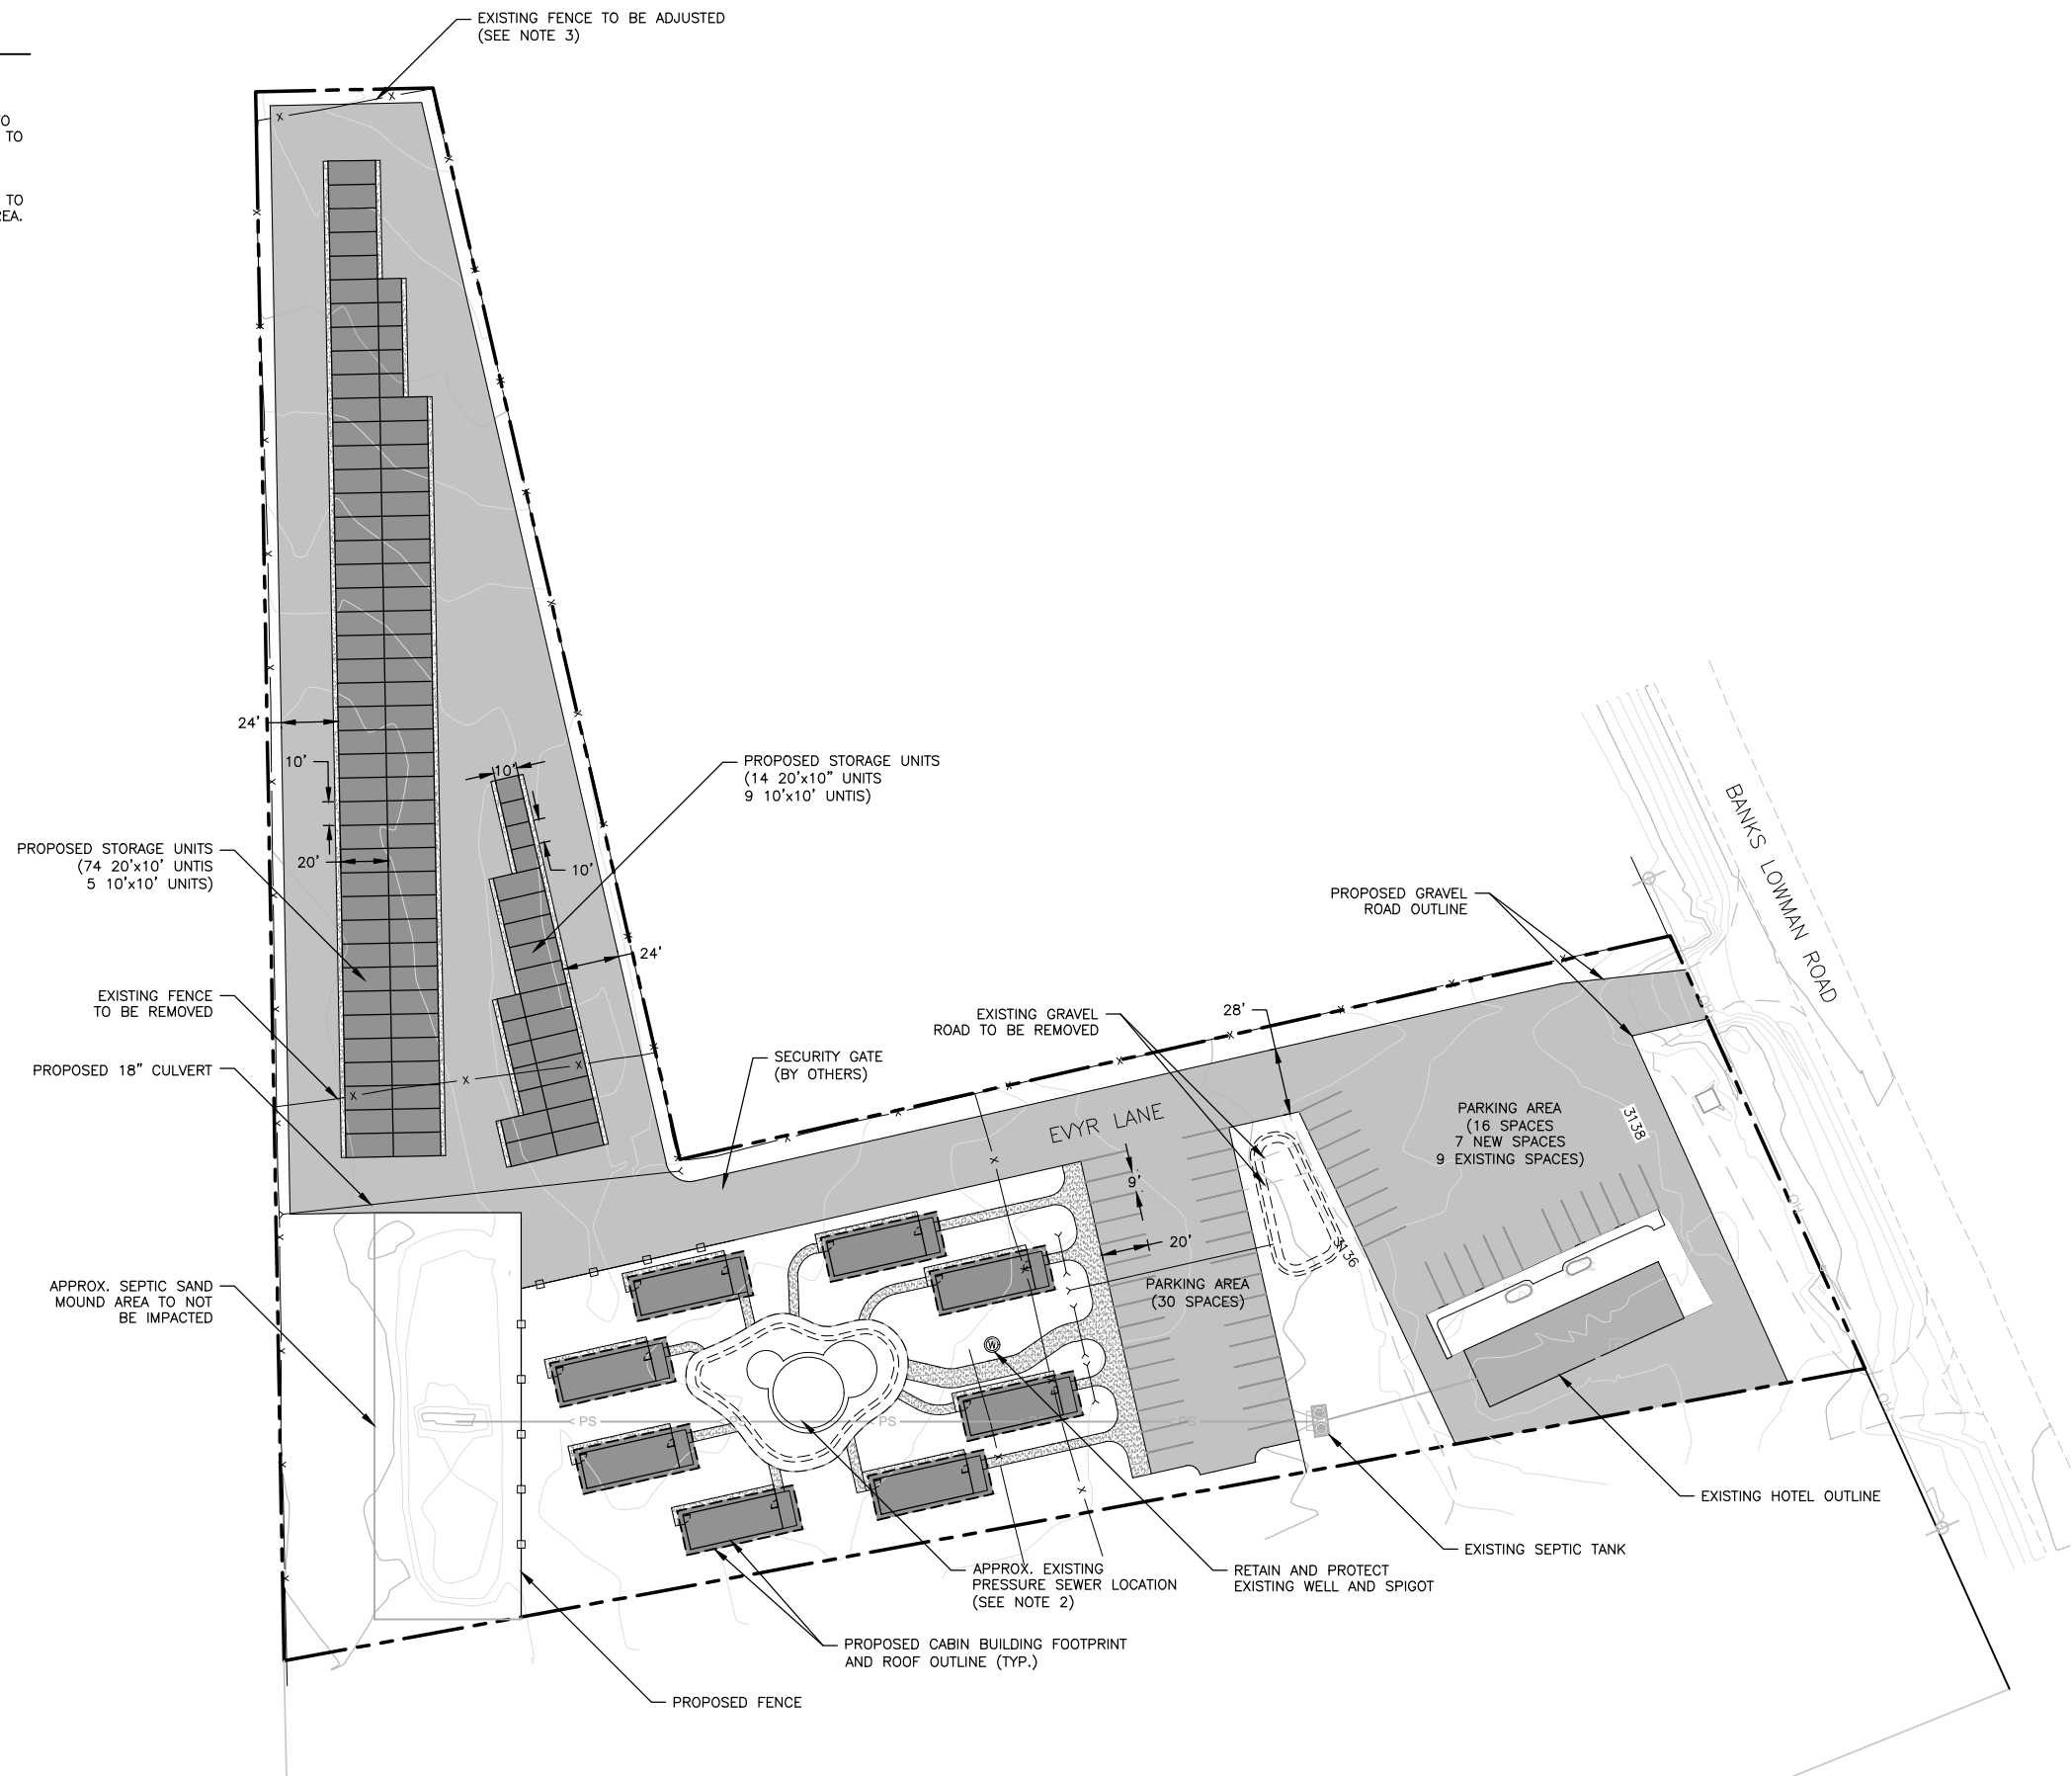 EXISTING FENCE TO BE ADJUSTED
(SEE NOTE 3)
O
TO
TO
EA.
24'
10'
20'
10'
10'
24'
PROPOSED STORAGE UNITS
(14 20'x10" UNITS
9 10'x10' UNTIS)
PROPOSED STORAGE UNITS
(74 20'x10' UNTIS
5 10'x10' UNITS)
EXISTING FENCE
TO BE REMOVED
PROPOSED 18" CULVERT
SECURITY GATE
(BY OTHERS)
EXISTING GRAVEL
ROAD TO BE REMOVED
28'
PROPOSED GRAVEL
ROAD OUTLINE
BANKS LOWMAN ROAD
EVYR LANE
9'
20'
PARKING AREA
(16 SPACES
7 NEW SPACES
9 EXISTING SPACES)
3138
3136
PARKING AREA
(30 SPACES)
APPROX. SEPTIC SAND
MOUND AREA TO NOT
BE IMPACTED
W
PS
PS
PS
PS
OH
OH
OH
EXISTING HOTEL OUTLINE
EXISTING SEPTIC TANK
RETAIN AND PROTECT
EXISTING WELL AND SPIGOT
APPROX. EXISTING
PRESSURE SEWER LOCATION
(SEE NOTE 2)
PROPOSED CABIN BUILDING FOOTPRINT
AND ROOF OUTLINE (TYP.)
PROPOSED FENCE